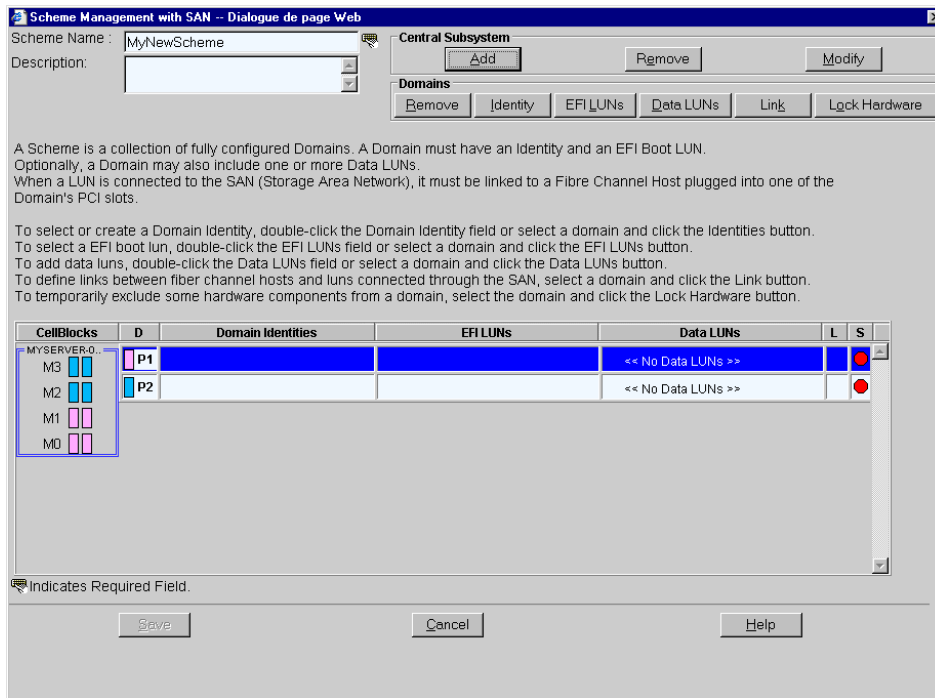 Scheme Management with SAN -- Dialogue de page Web
Scheme Name : MyNewScheme
Description:
Central Subsystem
Add Remove Modify
Domains
Remove Identity EFI LUNs Data LUNs Link Lock Hardware
A Scheme is a collection of fully configured Domains. A Domain must have an Identity and an EFI Boot LUN.
Optionally, a Domain may also include one or more Data LUNs.
When a LUN is connected to the SAN (Storage Area Network), it must be linked to a Fibre Channel Host plugged into one of the
Domain's PCI slots.
To select or create a Domain Identity, double-click the Domain Identity field or select a domain and click the Identities button.
To select a EFI boot lun, double-click the EFI LUNs field or select a domain and click the EFI LUNs button.
To add data luns, double-click the Data LUNs field or select a domain and click the Data LUNs button.
To define links between fiber channel hosts and luns connected through the SAN, select a domain and click the Link button.
To temporarily exclude some hardware components from a domain, select the domain and click the Lock Hardware button.
CellBlocks D Domain Identities EFI LUNs Data LUNs L S
MYSERVER-0..
M3
M2
M1
M0
P1 << No Data LUNs >>
P2 << No Data LUNs >>
Indicates Required Field.
Save Cancel Help